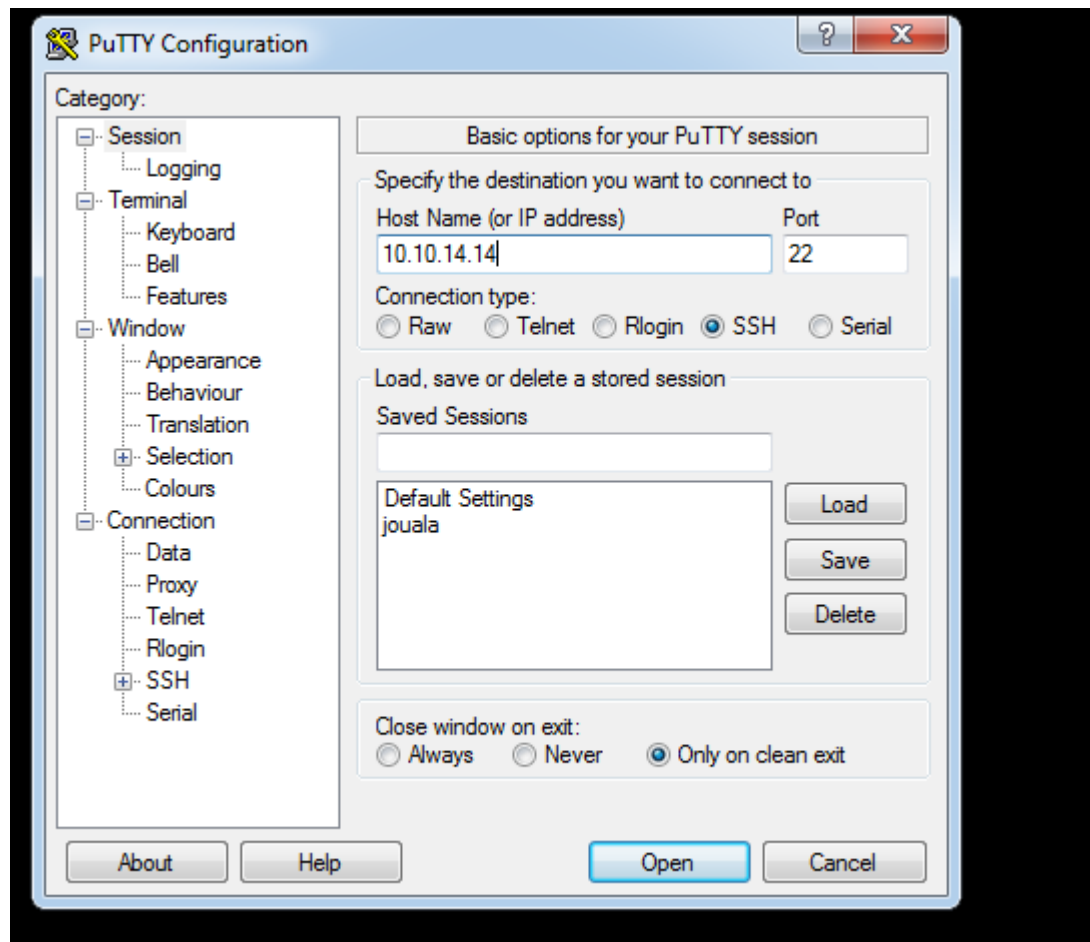 PuTTY Configuration
Category:
Session
Logging
Terminal
Keyboard
Bell
Features
Window
Appearance
Behaviour
Translation
Selection
Colours
Connection
Data
Proxy
Telnet
Rlogin
SSH
Serial
Basic options for your PuTTY session
Specify the destination you want to connect to
Host Name (or IP address) Port
10.10.14.14 22
Connection type:
Raw Telnet Rlogin SSH Serial
Load, save or delete a stored session
Saved Sessions
Default Settings
jouala
Load
Save
Delete
Close window on exit:
Always Never Only on clean exit
About Help Open Cancel